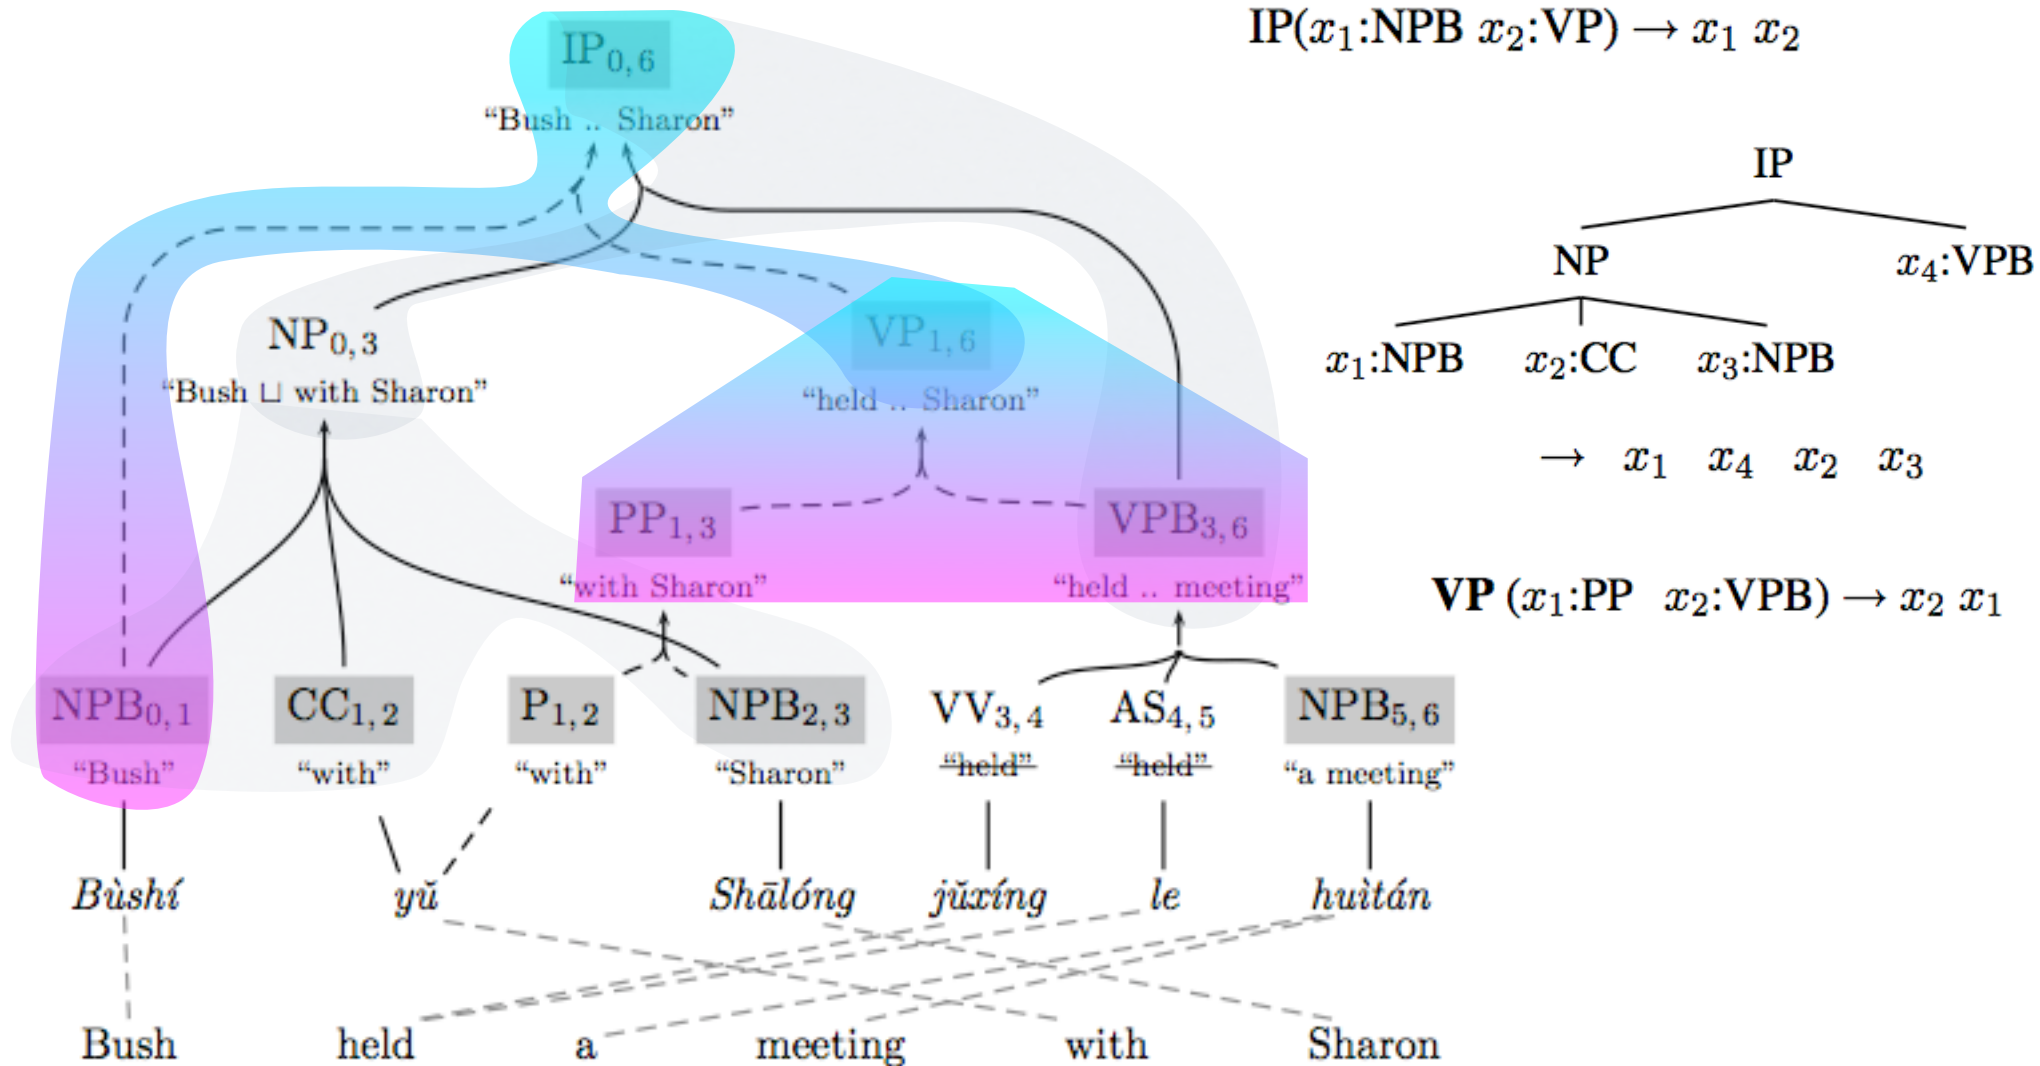 IP(x₁:NPB x₂:VP) → x₁ x₂
IP₀,₆
“Bush .. Sharon”
IP
NP x₄:VPB
x₁:NPB x₂:CC x₃:NPB
→ x₁ x₄ x₂ x₃
NP₀,₃ VP₁,₆
“Bush ⊔ with Sharon” “held .. Sharon”
PP₁,₃ VPB₃,₆
“with Sharon” “held .. meeting”
VP (x₁:PP x₂:VPB) → x₂ x₁
NPB₀,₁ CC₁,₂ P₁,₂ NPB₂,₃ VV₃,₄ AS₄,₅ NPB₅,₆
“Bush” “with” “with” “Sharon” “held” “held” “a meeting”
Bùshí yǔ Shālóng jǔxíng le huìtán
Bush held a meeting with Sharon